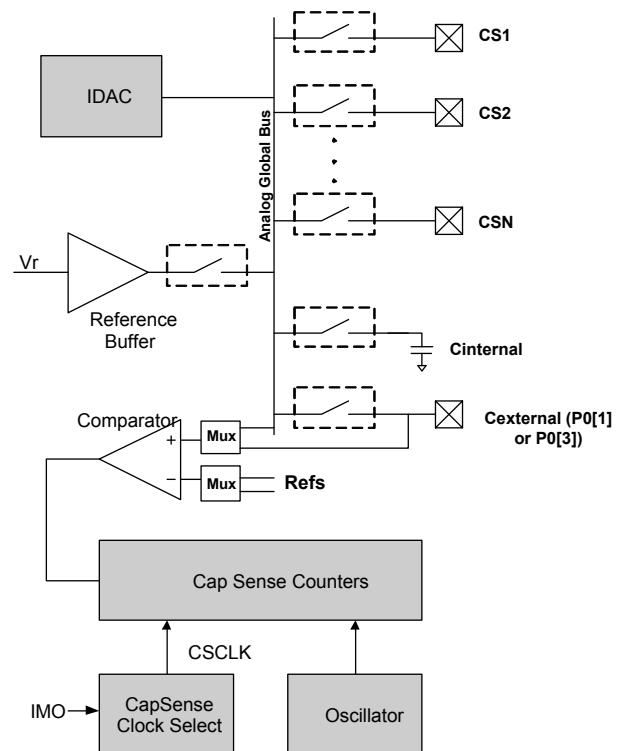 CS1
IDAC
CS2
Analog Global Bus
CSN
Vr
Reference
Buffer
Cinternal
Comparator
Cexternal (P0[1]
or P0[3])
+
Mux
−
Mux
Refs
Cap Sense Counters
CSCLK
IMO
CapSense
Clock Select
Oscillator